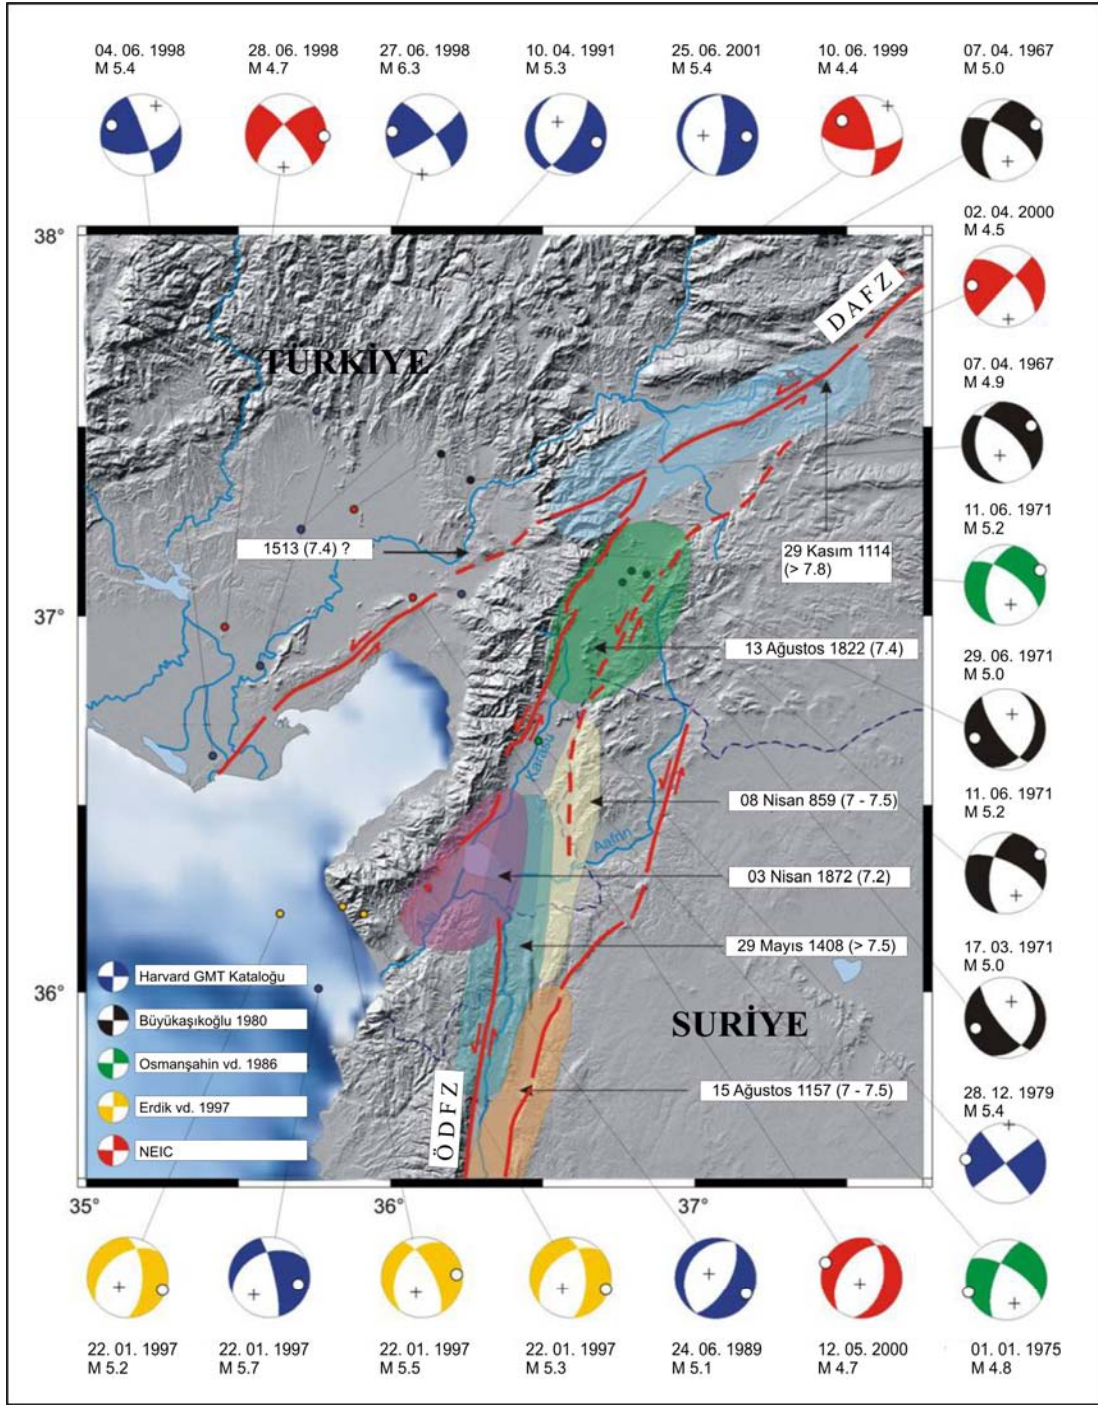 04. 06. 1998
M 5.4
28. 06. 1998
M 4.7
27. 06. 1998
M 6.3
10. 04. 1991
M 5.3
25. 06. 2001
M 5.4
10. 06. 1999
M 4.4
07. 04. 1967
M 5.0
02. 04. 2000
M 4.5
07. 04. 1967
M 4.9
11. 06. 1971
M 5.2
29. 06. 1971
M 5.0
11. 06. 1971
M 5.2
17. 03. 1971
M 5.0
28. 12. 1979
M 5.4
38°
37°
36°
35°
36°
37°
TÜRKİYE
DAFZ
1513 (7.4) ?
29 Kasım 1114
(> 7.8)
13 Ağustos 1822 (7.4)
Karasu
08 Nisan 859 (7 - 7.5)
Aafrin
03 Nisan 1872 (7.2)
29 Mayıs 1408 (> 7.5)
SURİYE
15 Ağustos 1157 (7 - 7.5)
ÖDFZ
Harvard GMT Kataloğu
Büyükaşıkoğlu 1980
Osmanşahin vd. 1986
Erdik vd. 1997
NEIC
22. 01. 1997
M 5.2
22. 01. 1997
M 5.7
22. 01. 1997
M 5.5
22. 01. 1997
M 5.3
24. 06. 1989
M 5.1
12. 05. 2000
M 4.7
01. 01. 1975
M 4.8